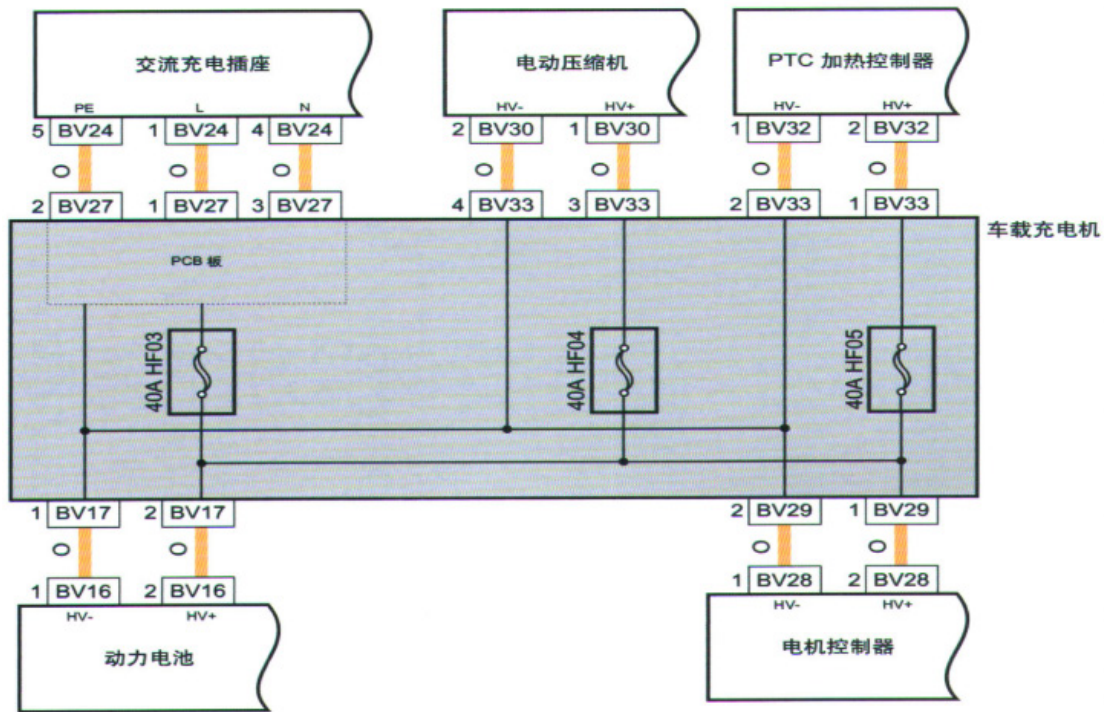 交流充电插座
电动压缩机
PTC 加热控制器
PE
L
N
HV-
HV+
HV-
HV+
5 BV24
1 BV24
4 BV24
2 BV30
1 BV30
1 BV32
2 BV32
O
O
O
O
O
O
O
2 BV27
1 BV27
3 BV27
4 BV33
3 BV33
2 BV33
1 BV33
车载充电机
PCB 板
40A HF03
40A HF04
40A HF05
1 BV17
2 BV17
2 BV29
1 BV29
O
O
O
O
1 BV16
2 BV16
1 BV28
2 BV28
HV-
HV+
HV-
HV+
动力电池
电机控制器